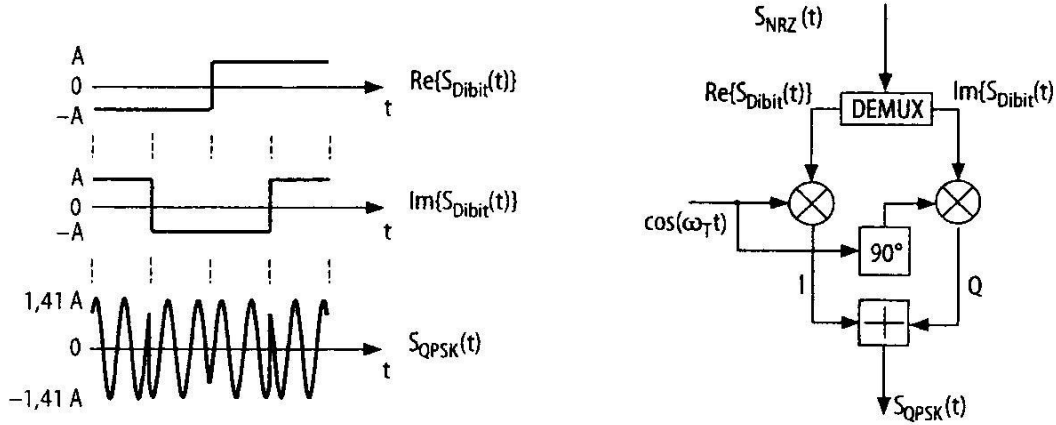 A
0
−A
t
Re{S_Dibit(t)}
A
0
−A
t
Im{S_Dibit(t)}
1,41 A
0
−1,41 A
t
S_QPSK(t)
S_NRZ(t)
Re{S_Dibit(t)}
Im{S_Dibit(t)
DEMUX
cos(ω_T t)
90°
I
Q
S_QPSK(t)